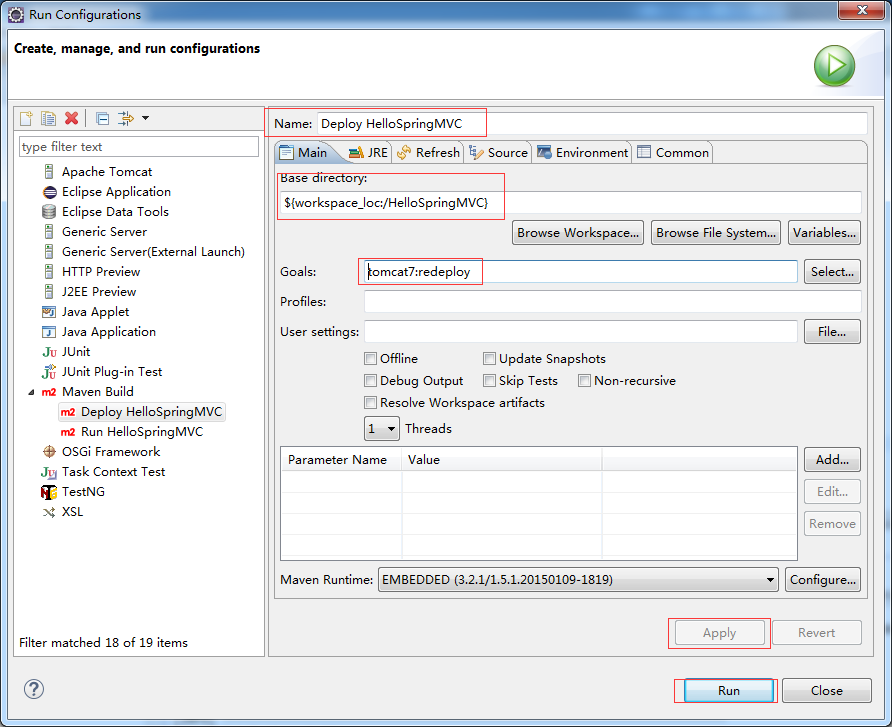 Run Configurations
Create, manage, and run configurations
type filter text
Apache Tomcat
Eclipse Application
Eclipse Data Tools
Generic Server
Generic Server(External Launch)
HTTP Preview
J2EE Preview
Java Applet
Java Application
JUnit
JUnit Plug-in Test
Maven Build
Deploy HelloSpringMVC
Run HelloSpringMVC
OSGi Framework
Task Context Test
TestNG
XSL
Filter matched 18 of 19 items
Name: Deploy HelloSpringMVC
Main JRE Refresh Source Environment Common
Base directory:
${workspace_loc:/HelloSpringMVC}
Browse Workspace... Browse File System... Variables...
Goals: tomcat7:redeploy Select...
Profiles:
User settings: File...
Offline Update Snapshots
Debug Output Skip Tests Non-recursive
Resolve Workspace artifacts
1 Threads
Parameter Name Value Add...
Edit...
Remove
Maven Runtime: EMBEDDED (3.2.1/1.5.1.20150109-1819) Configure...
Apply Revert
Run Close